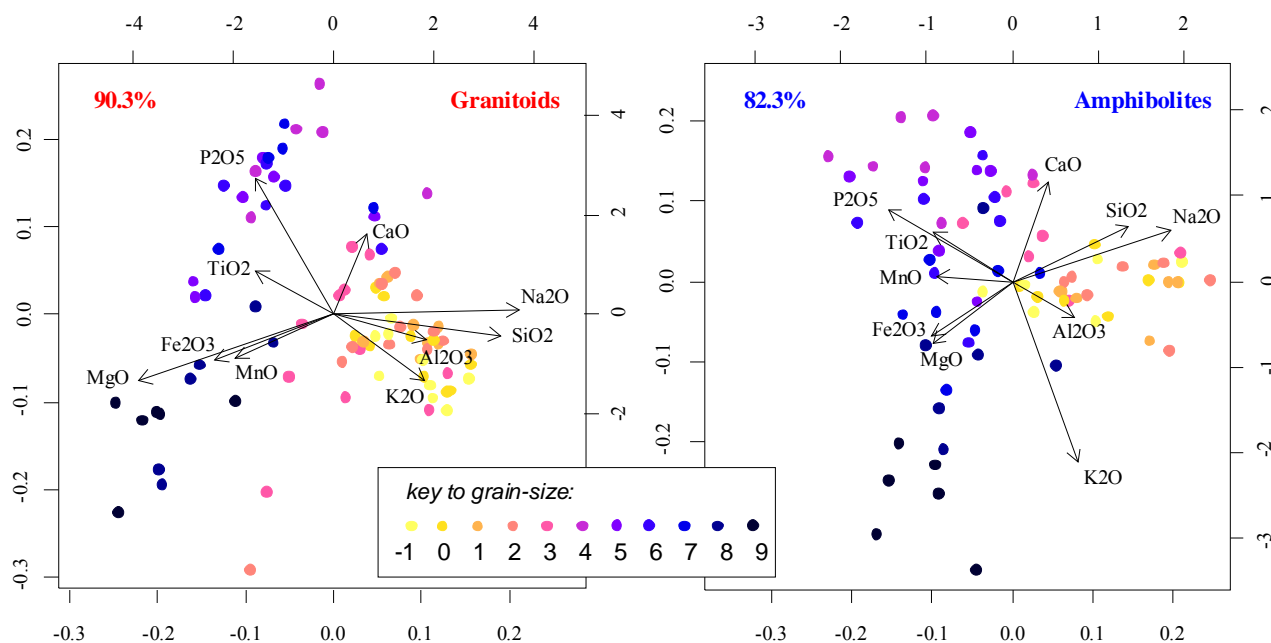 -4 -2 0 2 4
-1 0 1 2
90.3% Granitoids
82.3% Amphibolites
0.2 0.1 0.0 -0.1 -0.2 -0.3
4 2 0 -2
0.2 0.1 0.0 -0.1 -0.2 -0.3
2 1 0 -1 -2 -3
P2O5
CaO
TiO2
Na2O
SiO2
Fe2O3
Al2O3
MgO
MnO
K2O
CaO
P2O5
SiO2
Na2O
TiO2
MnO
Fe2O3
Al2O3
MgO
K2O
key to grain-size:
-1 0 1 2 3 4 5 6 7 8 9
-0.3 -0.2 -0.1 0.0 0.1 0.2
-0.3 -0.2 -0.1 0.0 0.1 0.2